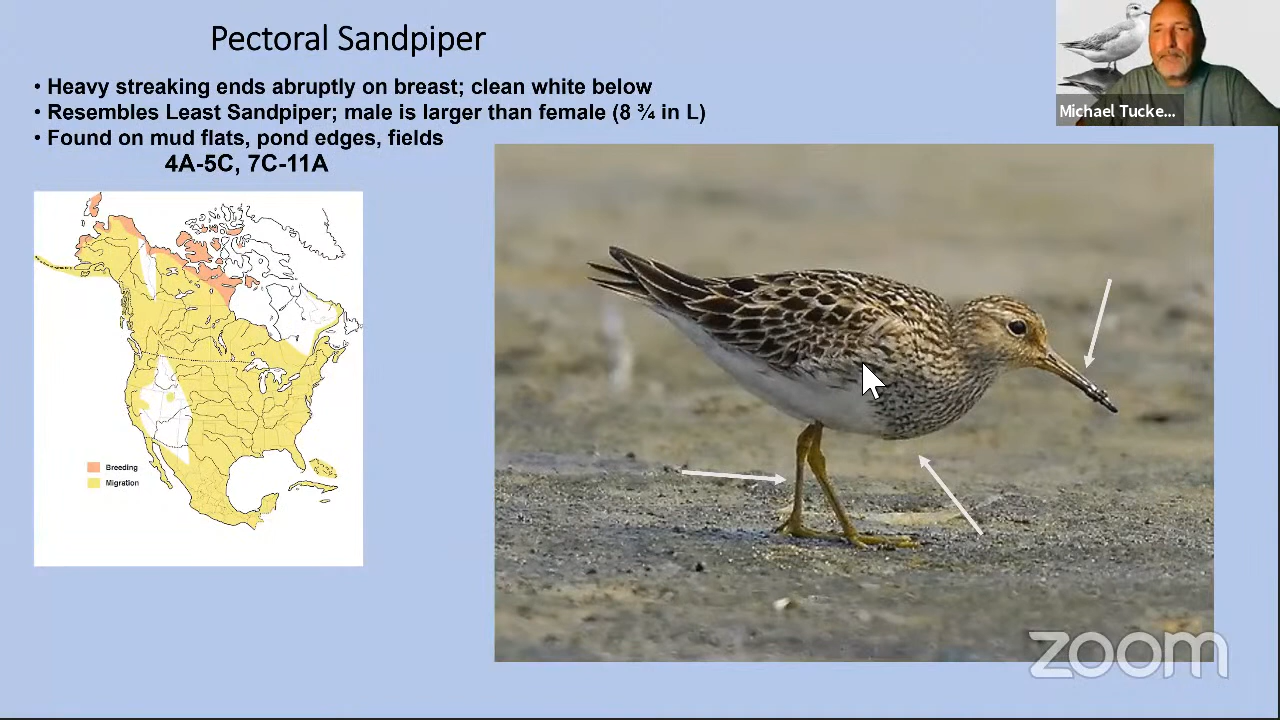 Pectoral Sandpiper
• Heavy streaking ends abruptly on breast; clean white below
• Resembles Least Sandpiper; male is larger than female (8 ¾ in L)
• Found on mud flats, pond edges, fields
4A-5C, 7C-11A
Michael Tucke...
Breeding
Migration
zoom